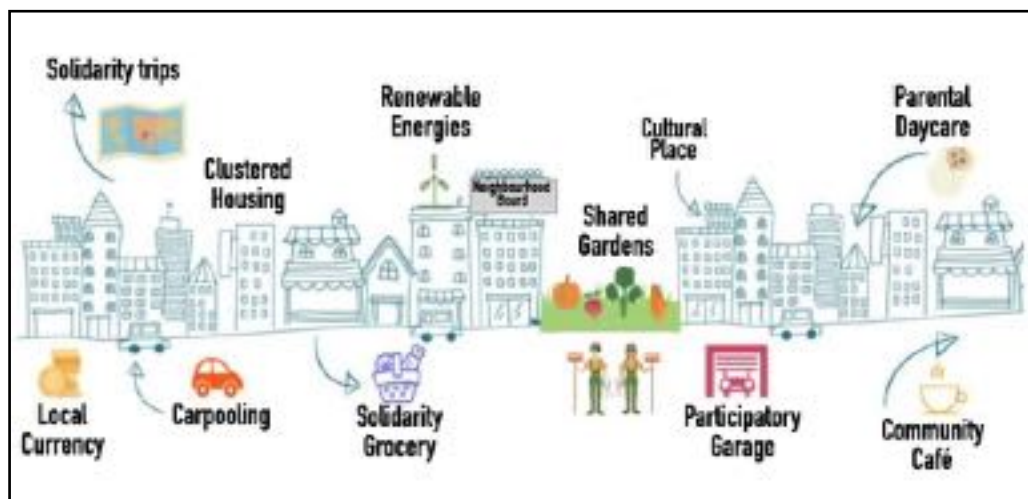 Solidarity trips
Renewable
Energies
Parental
Daycare
Cultural
Place
Clustered
Housing
Neighbourhood
Board
Shared
Gardens
Local
Currency
Carpooling
Solidarity
Grocery
Participatory
Garage
Community
Café